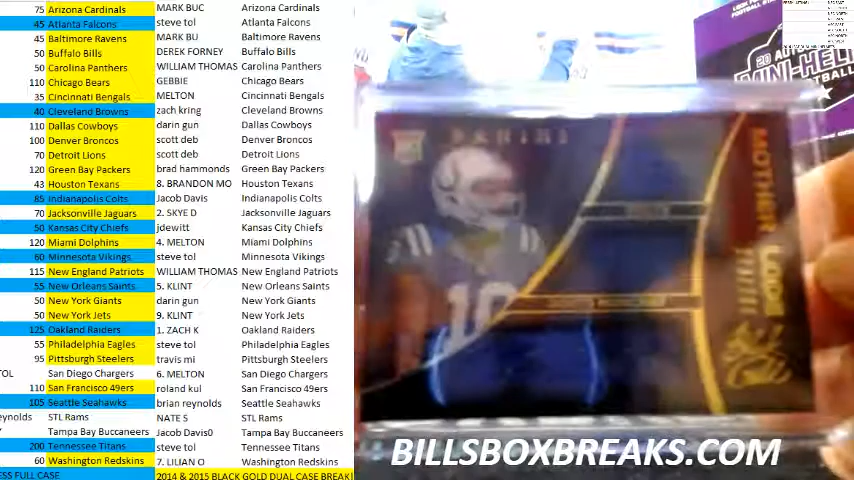 75 Arizona Cardinals MARK BUC Arizona Cardinals
45 Atlanta Falcons steve tol Atlanta Falcons
45 Baltimore Ravens MARK BU Baltimore Ravens
50 Buffalo Bills DEREK FORNEY Buffalo Bills
50 Carolina Panthers WILLIAM THOMAS Carolina Panthers
110 Chicago Bears GEBBIE Chicago Bears
35 Cincinnati Bengals MELTON Cincinnati Bengals
40 Cleveland Browns zach kring Cleveland Browns
110 Dallas Cowboys darin gun Dallas Cowboys
100 Denver Broncos scott deb Denver Broncos
70 Detroit Lions scott deb Detroit Lions
120 Green Bay Packers brad hammonds Green Bay Packers
43 Houston Texans 8. BRANDON MO Houston Texans
85 Indianapolis Colts Jacob Davis Indianapolis Colts
70 Jacksonville Jaguars 2. SKYE D Jacksonville Jaguars
50 Kansas City Chiefs jdewitt Kansas City Chiefs
120 Miami Dolphins 4. MELTON Miami Dolphins
60 Minnesota Vikings steve tol Minnesota Vikings
115 New England Patriots WILLIAM THOMAS New England Patriots
55 New Orleans Saints 5. KLINT New Orleans Saints
50 New York Giants darin gun New York Giants
50 New York Jets 9. KLINT New York Jets
125 Oakland Raiders 1. ZACH K Oakland Raiders
55 Philadelphia Eagles steve tol Philadelphia Eagles
95 Pittsburgh Steelers travis mi Pittsburgh Steelers
TOL San Diego Chargers 6. MELTON San Diego Chargers
110 San Francisco 49ers roland kul San Francisco 49ers
105 Seattle Seahawks brian reynolds Seattle Seahawks
eynolds STL Rams NATE S STL Rams
Tampa Bay Buccaneers Jacob Davis0 Tampa Bay Buccaneers
200 Tennessee Titans steve tol Tennessee Titans
60 Washington Redskins 7. LILIAN O Washington Redskins
ESS FULL CASE 2014 & 2015 BLACK GOLD DUAL CASE BREAK
20 AUTO
MINI-HEL
TBALL
PANINI
RC
MOTHER LODE
10
BILLSBOXBREAKS.COM